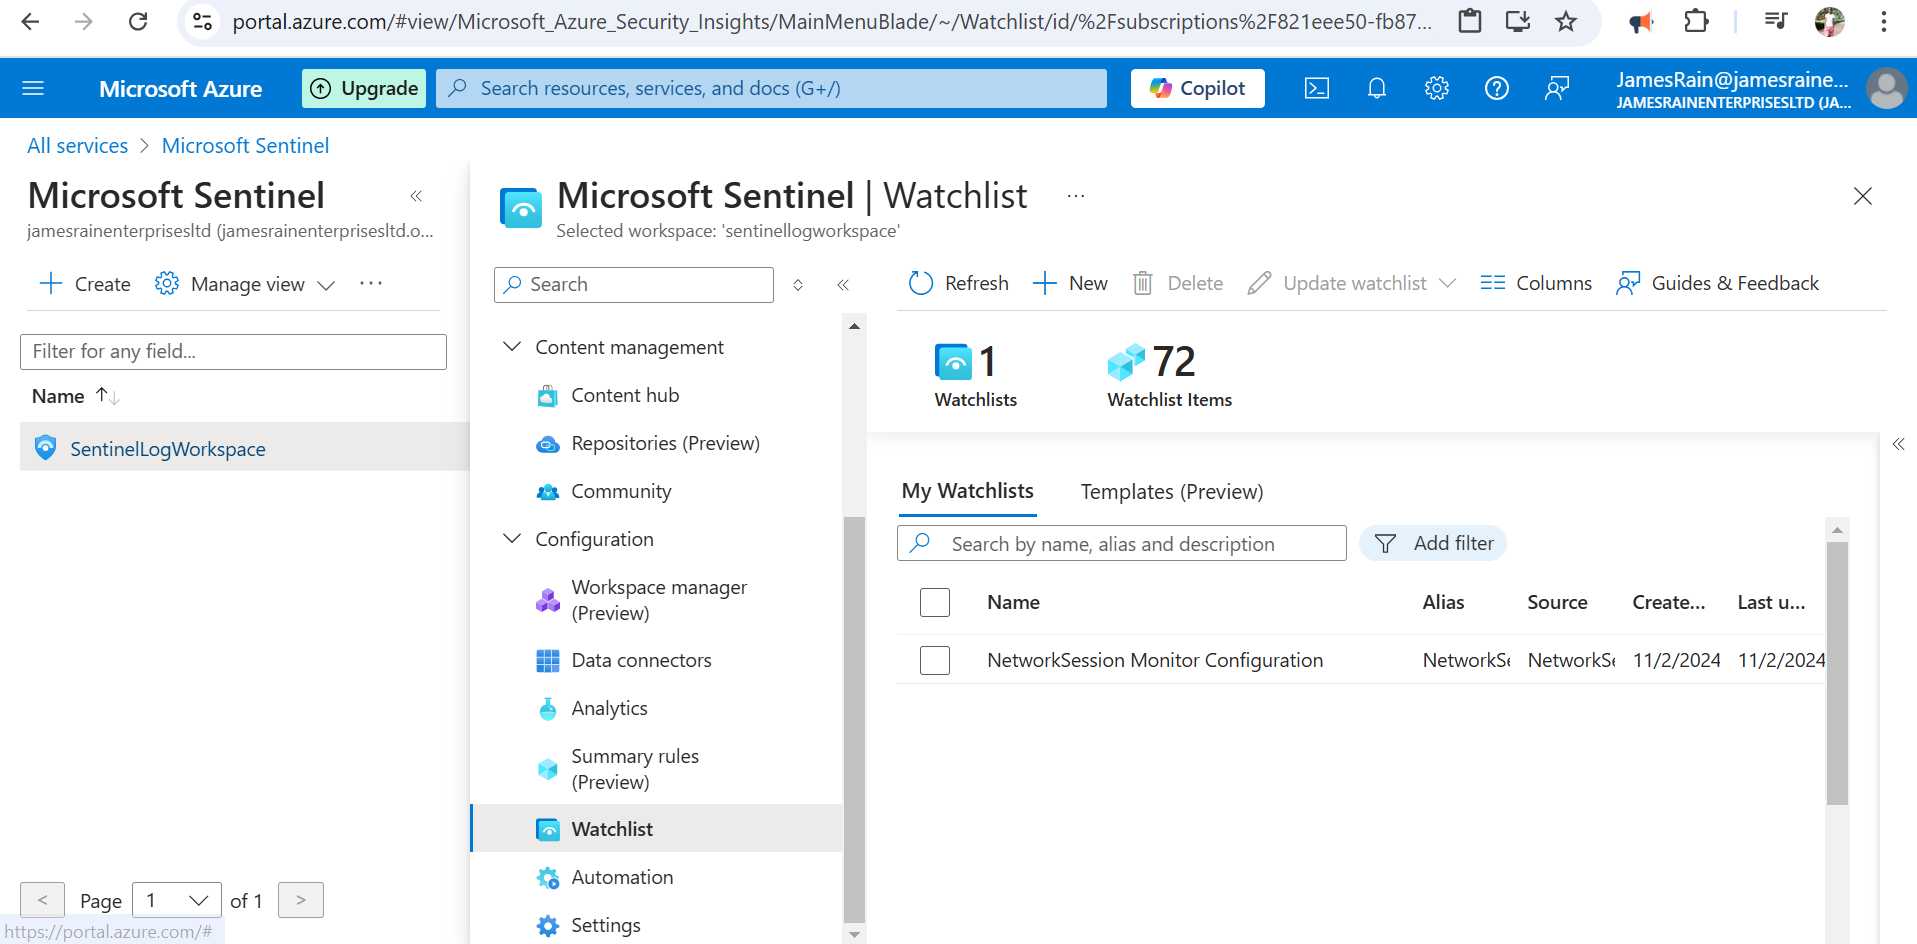 portal.azure.com/#view/Microsoft_Azure_Security_Insights/MainMenuBlade/~/Watchlist/id/%2Fsubscriptions%2F821eee50-fb87...
Microsoft Azure
Upgrade
Search resources, services, and docs (G+/)
Copilot
JamesRain@jamesraine...
JAMESRAINENTERPRISESLTD (JA...
All services > Microsoft Sentinel
Microsoft Sentinel
jamesrainenterprisesltd (jamesrainenterprisesltd.o...
Create
Manage view
...
Filter for any field...
Name
SentinelLogWorkspace
< Page 1 of 1 >
https://portal.azure.com/#
Microsoft Sentinel | Watchlist
...
Selected workspace: 'sentinellogworkspace'
Search
Content management
Content hub
Repositories (Preview)
Community
Configuration
Workspace manager
(Preview)
Data connectors
Analytics
Summary rules
(Preview)
Watchlist
Automation
Settings
Refresh
New
Delete
Update watchlist
Columns
Guides & Feedback
1
Watchlists
72
Watchlist Items
My Watchlists
Templates (Preview)
Search by name, alias and description
Add filter
Name Alias Source Create... Last u...
NetworkSession Monitor Configuration NetworkSe NetworkSe 11/2/2024 11/2/2024